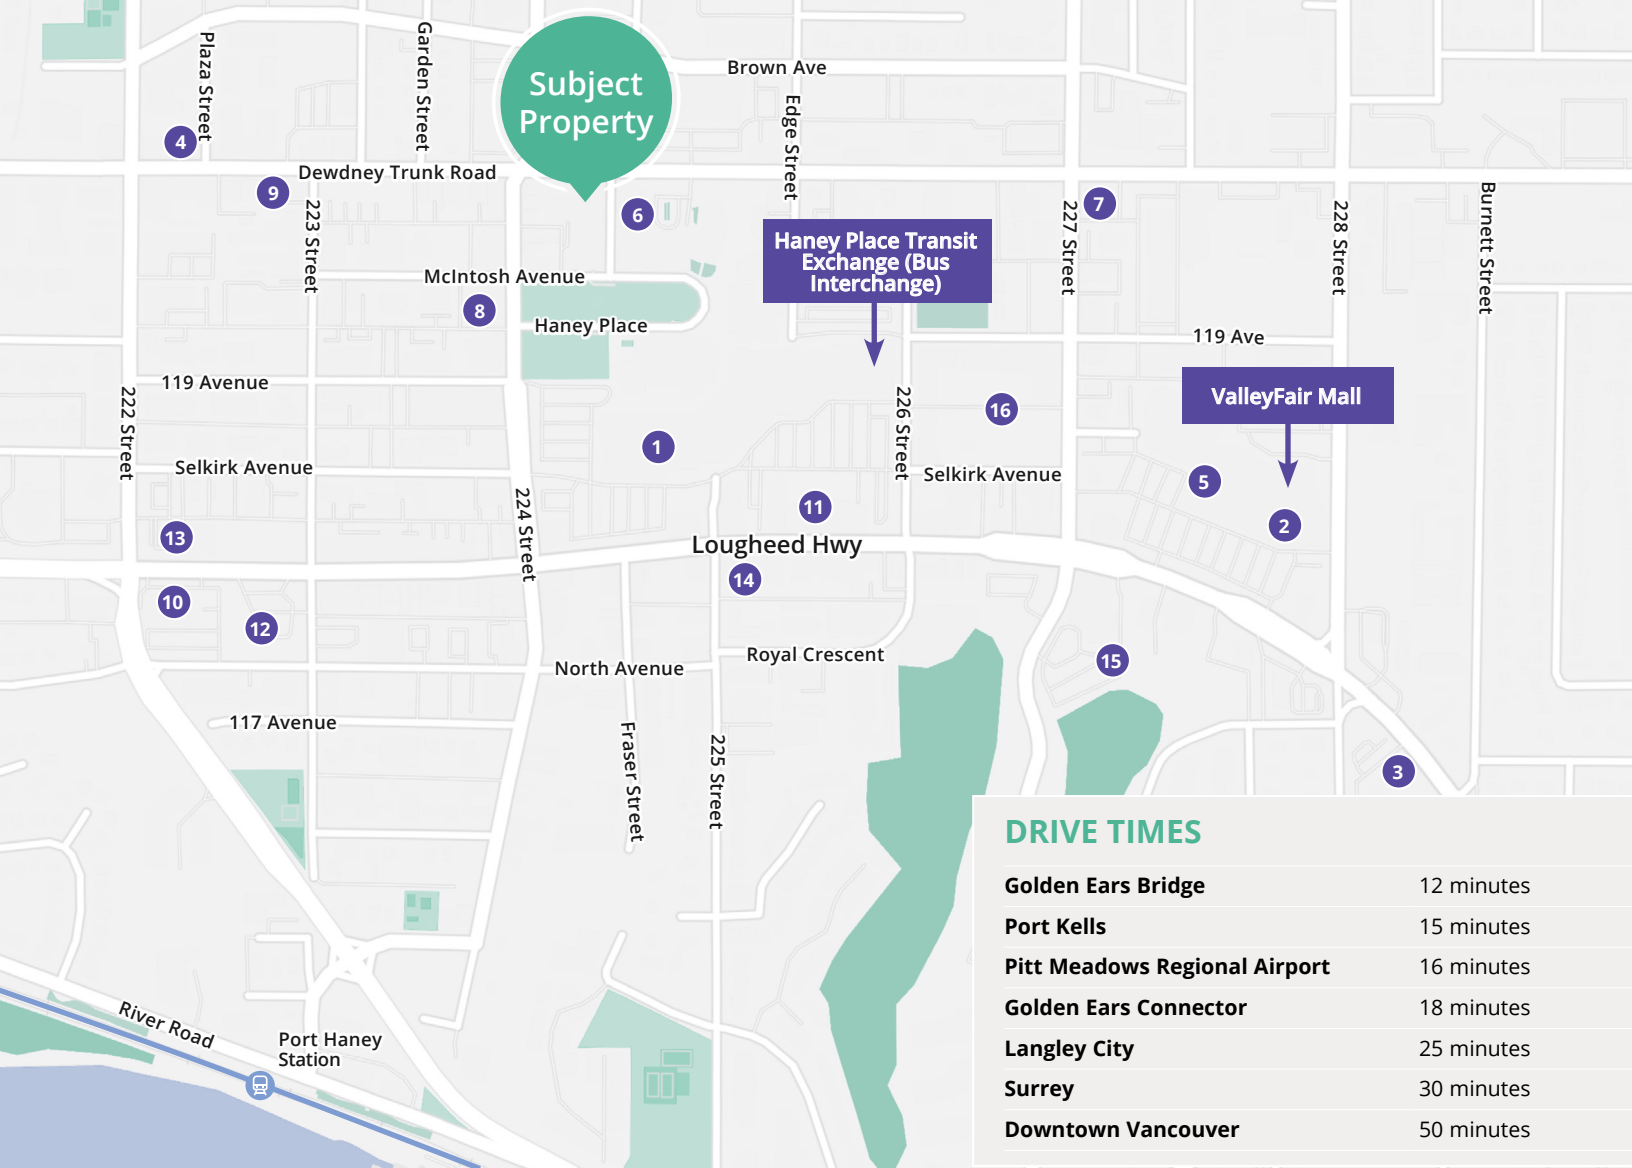 Subject
Property
Brown Ave
Plaza Street
Garden Street
Edge Street
4
Dewdney Trunk Road
9
6
7
223 Street
227 Street
228 Street
Burnett Street
Haney Place Transit
Exchange (Bus
Interchange)
McIntosh Avenue
8
Haney Place
119 Ave
119 Avenue
ValleyFair Mall
222 Street
226 Street
16
1
Selkirk Avenue
Selkirk Avenue
5
224 Street
11
2
13
Lougheed Hwy
14
10
12
North Avenue
Royal Crescent
15
117 Avenue
Fraser Street
225 Street
3
River Road
Port Haney
Station
DRIVE TIMES
Golden Ears Bridge 12 minutes
Port Kells 15 minutes
Pitt Meadows Regional Airport 16 minutes
Golden Ears Connector 18 minutes
Langley City 25 minutes
Surrey 30 minutes
Downtown Vancouver 50 minutes